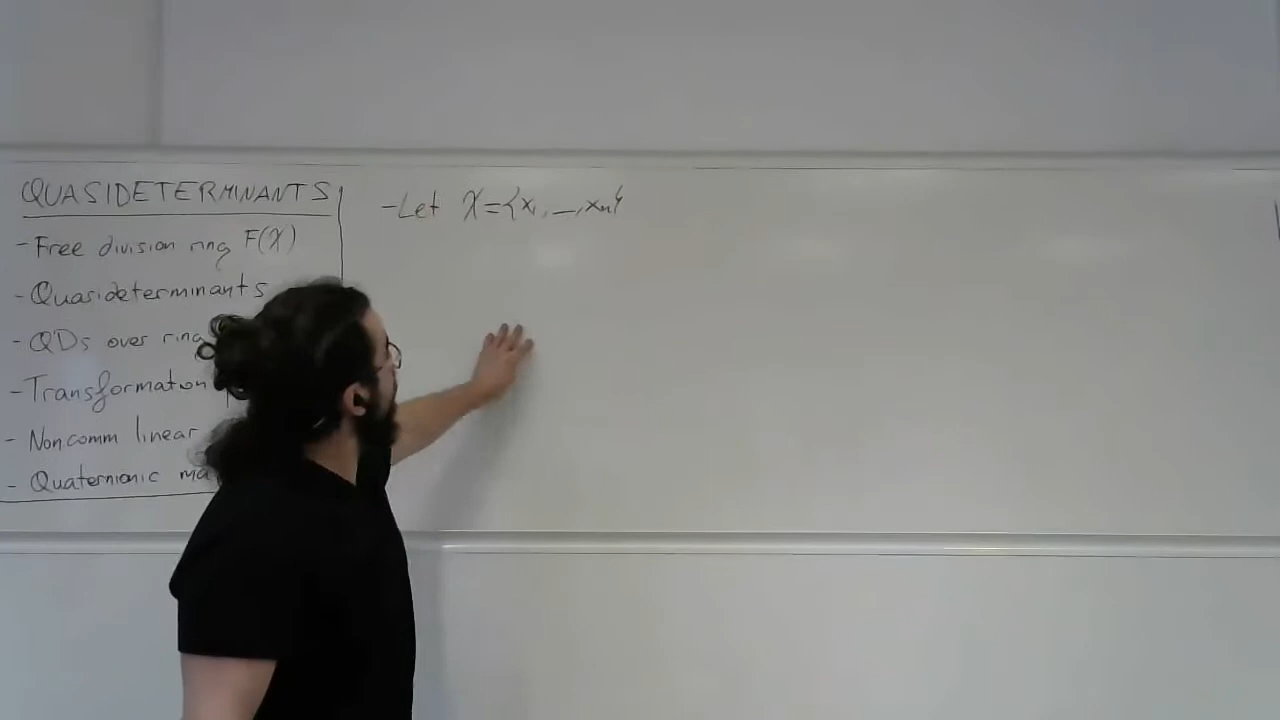 QUASIDETERMINANTS
- Free division ring F(X)
- Quasideterminants
- QDs over ring
- Transformation
- Noncomm linear
- Quaternionic ma
- Let X={x₁, ..., xₙ}